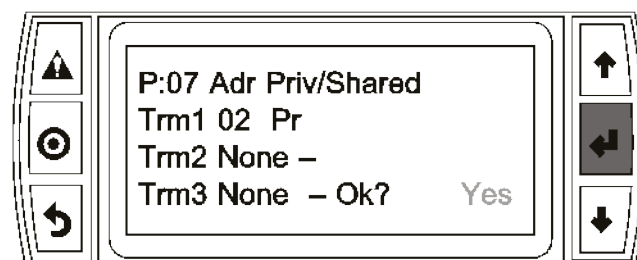 P:07 Adr Priv/Shared
Trm1 02 Pr
Trm2 None –
Trm3 None – Ok? Yes